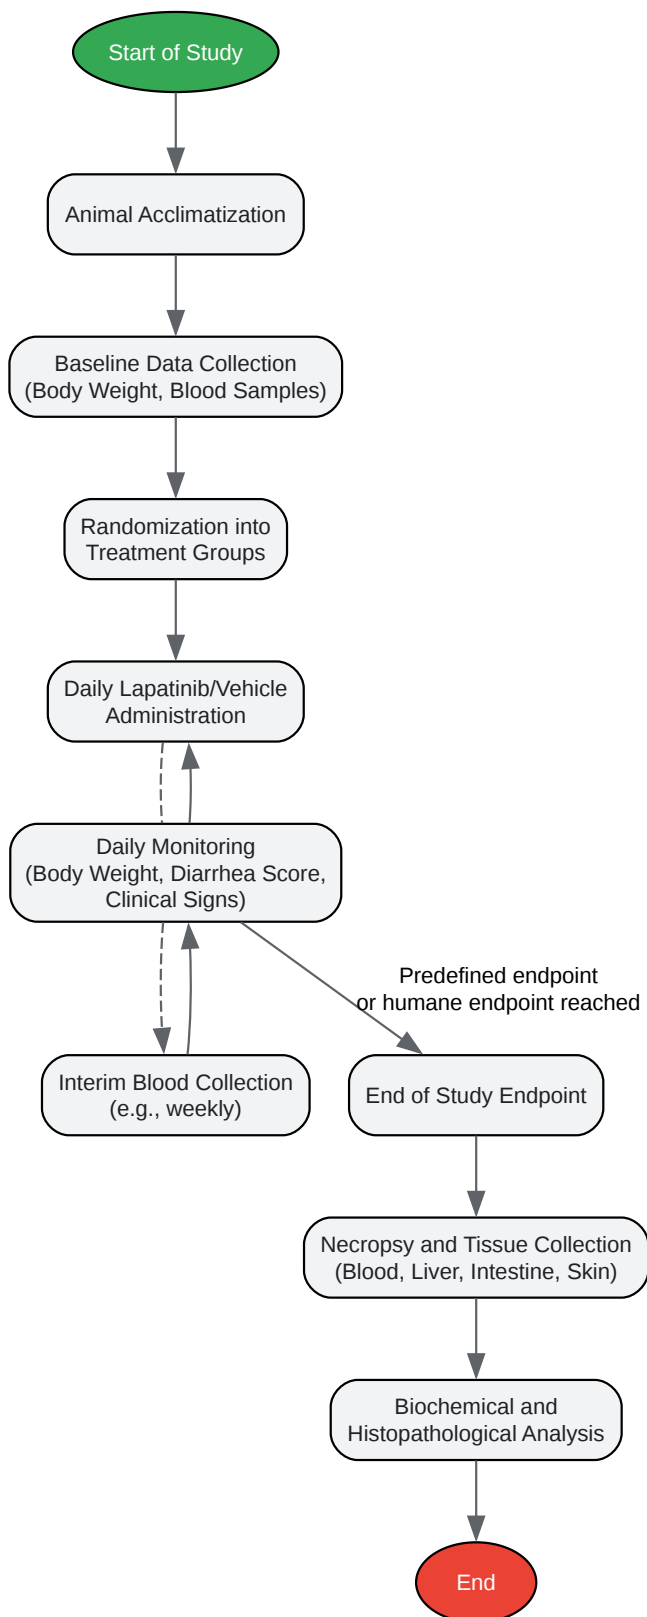 Start of Study
Animal Acclimatization
Baseline Data Collection
(Body Weight, Blood Samples)
Randomization into
Treatment Groups
Daily Lapatinib/Vehicle
Administration
Daily Monitoring
(Body Weight, Diarrhea Score,
Clinical Signs)
Predefined endpoint
or humane endpoint reached
Interim Blood Collection
(e.g., weekly)
End of Study Endpoint
Necropsy and Tissue Collection
(Blood, Liver, Intestine, Skin)
Biochemical and
Histopathological Analysis
End